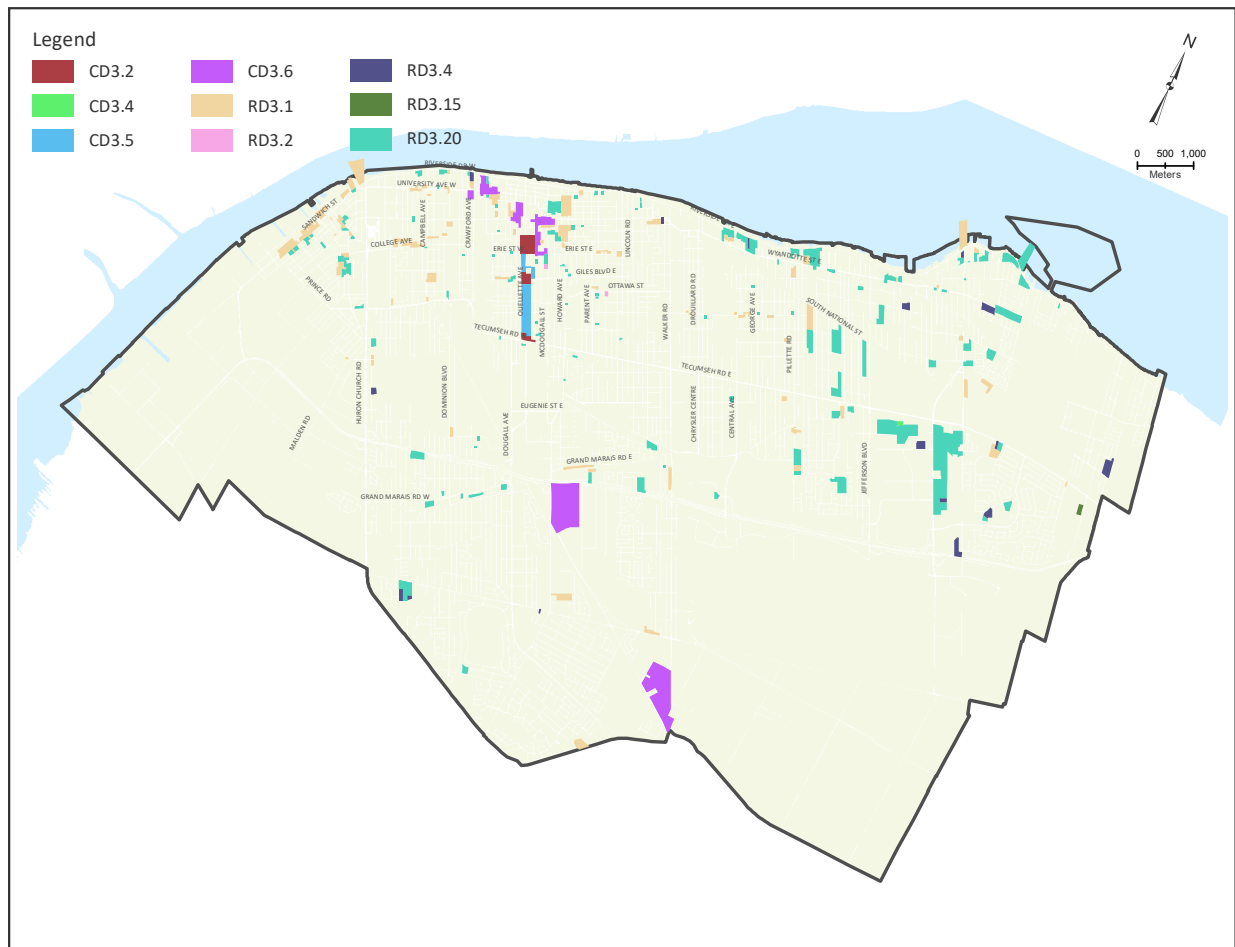 Legend
CD3.2
CD3.6
RD3.4
CD3.4
RD3.1
RD3.15
CD3.5
RD3.2
RD3.20
N
0 500 1,000
Meters
RIVERSIDE DR W
UNIVERSITY AVE W
SANDWICH ST
CAMPBELL AVE
CRAWFORD AVE
COLLEGE AVE
ERIE ST W
ERIE ST E
LINCOLN RD
WYANDOTTE ST E
PRINCE RD
OUELLETTE AVE
GILES BLVD E
OTTAWA ST
HOWARD AVE
PARENT AVE
MCDOUGALL ST
WALKER RD
DROUILLARD RD
GEORGE AVE
SOUTH NATIONAL ST
TECUMSEH RD
PILLETTE RD
TECUMSEH RD E
HURON CHURCH RD
DOMINION BLVD
EUGENIE ST E
CHRYSLER CENTRE
CENTRAL AVE
MALDEN RD
DOUGALL AVE
GRAND MARAIS RD E
JEFFERSON BLVD
GRAND MARAIS RD W